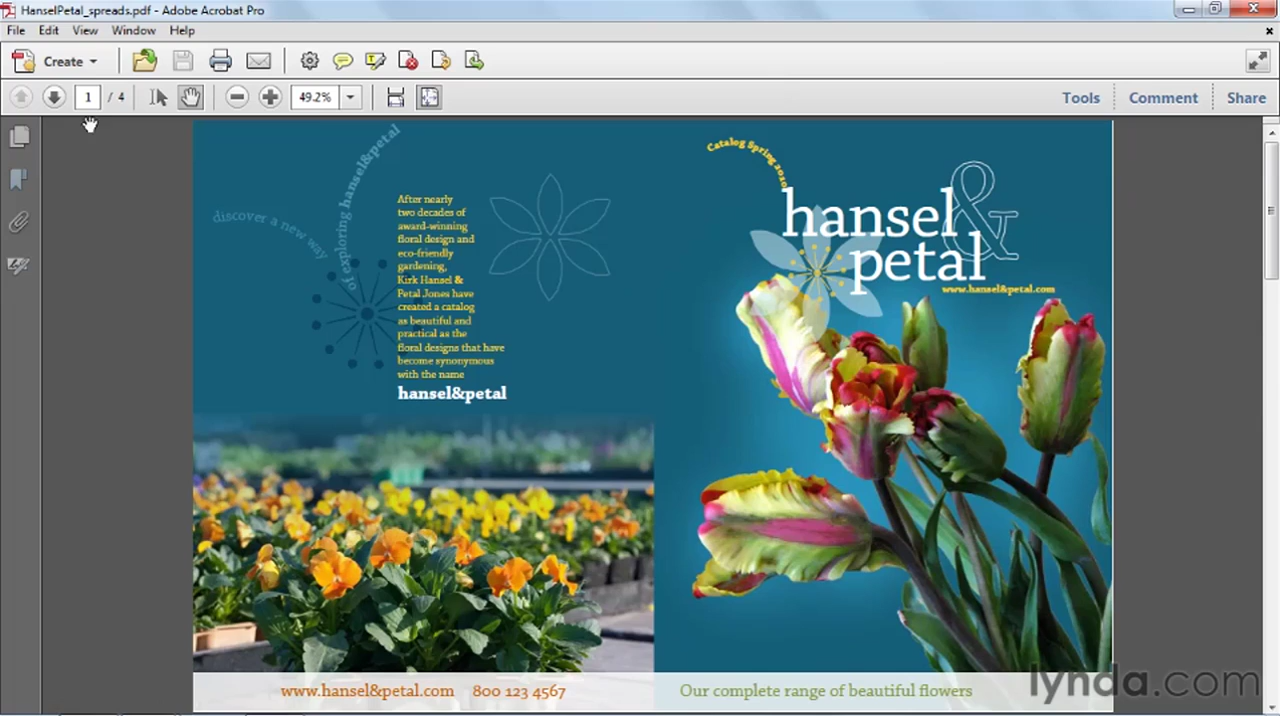 HanselPetal_spreads.pdf - Adobe Acrobat Pro
File Edit View Window Help
Create
1 / 4
49.2%
Tools
Comment
Share
discover a new way
of exploring hansel&petal
After nearly
two decades of
award-winning
floral design and
eco-friendly
gardening,
Kirk Hansel &
Petal Jones have
created a catalog
as beautiful and
practical as the
floral designs that have
become synonymous
with the name
hansel&petal
Catalog Spring 2010
hansel
&
petal
www.hansel&petal.com
www.hansel&petal.com 800 123 4567
Our complete range of beautiful flowers
lynda.com